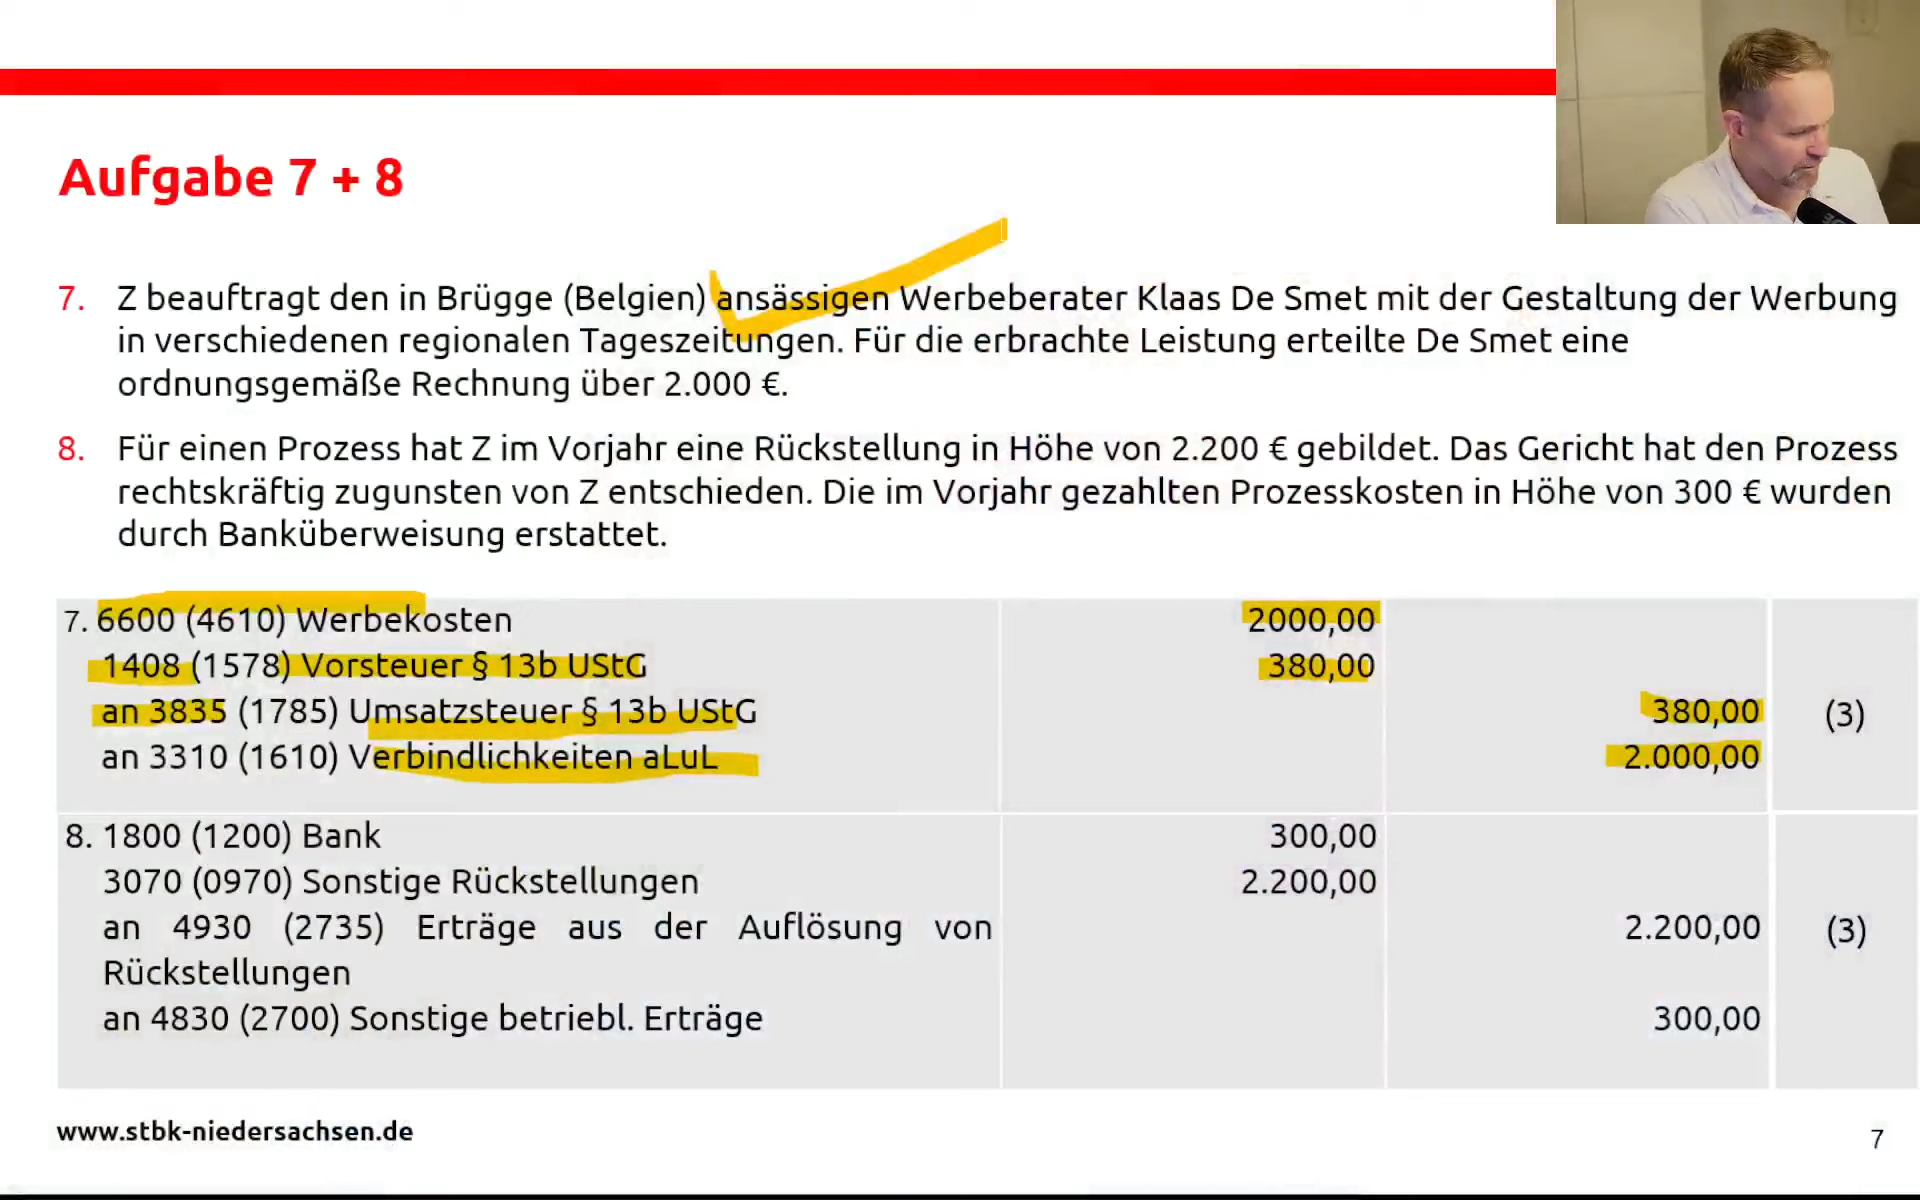 Aufgabe 7 + 8
7. Z beauftragt den in Brügge (Belgien) ansässigen Werbeberater Klaas De Smet mit der Gestaltung der Werbung
in verschiedenen regionalen Tageszeitungen. Für die erbrachte Leistung erteilte De Smet eine
ordnungsgemäße Rechnung über 2.000 €.
8. Für einen Prozess hat Z im Vorjahr eine Rückstellung in Höhe von 2.200 € gebildet. Das Gericht hat den Prozess
rechtskräftig zugunsten von Z entschieden. Die im Vorjahr gezahlten Prozesskosten in Höhe von 300 € wurden
durch Banküberweisung erstattet.
7. 6600 (4610) Werbekosten 2000,00
1408 (1578) Vorsteuer § 13b UStG 380,00
an 3835 (1785) Umsatzsteuer § 13b UStG 380,00 (3)
an 3310 (1610) Verbindlichkeiten aLuL 2.000,00
8. 1800 (1200) Bank 300,00
3070 (0970) Sonstige Rückstellungen 2.200,00
an 4930 (2735) Erträge aus der Auflösung von 2.200,00 (3)
Rückstellungen
an 4830 (2700) Sonstige betriebl. Erträge 300,00
www.stbk-niedersachsen.de 7